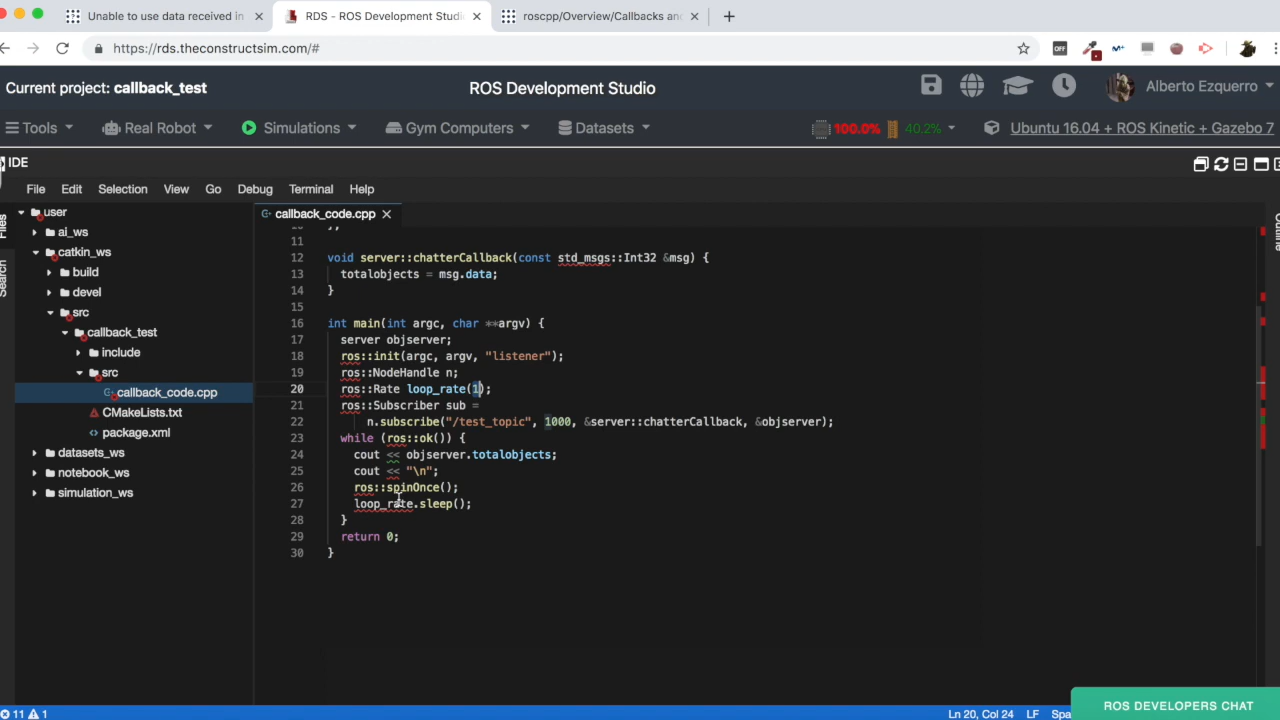 Unable to use data received in
RDS - ROS Development Studi
roscpp/Overview/Callbacks and
https://rds.theconstructsim.com/#
OFF
Current project: callback_test
ROS Development Studio
Alberto Ezquerro
Tools
Real Robot
Simulations
Gym Computers
Datasets
100.0%
40.2%
Ubuntu 16.04 + ROS Kinetic + Gazebo 7
IDE
File Edit Selection View Go Debug Terminal Help
Files
Search
user
ai_ws
catkin_ws
build
devel
src
callback_test
include
src
callback_code.cpp
CMakeLists.txt
package.xml
datasets_ws
notebook_ws
simulation_ws
callback_code.cpp
11
12 void server::chatterCallback(const std_msgs::Int32 &msg) {
13 totalobjects = msg.data;
14 }
15
16 int main(int argc, char **argv) {
17 server objserver;
18 ros::init(argc, argv, "listener");
19 ros::NodeHandle n;
20 ros::Rate loop_rate(1);
21 ros::Subscriber sub =
22 n.subscribe("/test_topic", 1000, &server::chatterCallback, &objserver);
23 while (ros::ok()) {
24 cout << objserver.totalobjects;
25 cout << "\n";
26 ros::spinOnce();
27 loop_rate.sleep();
28 }
29 return 0;
30 }
11 1
Ln 20, Col 24
LF
Spa
ROS DEVELOPERS CHAT